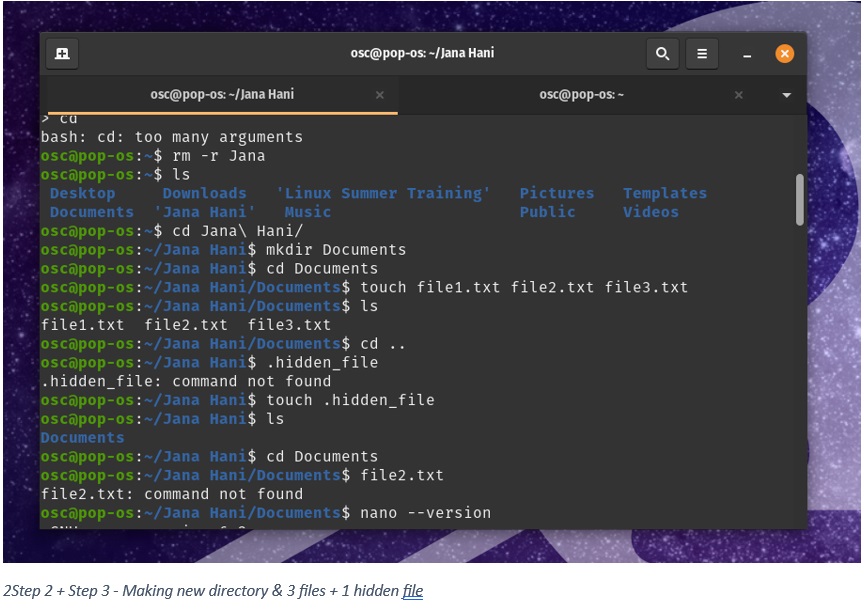 osc@pop-os: ~/Jana Hani
osc@pop-os: ~/Jana Hani
osc@pop-os: ~
> cd
bash: cd: too many arguments
osc@pop-os:~$ rm -r Jana
osc@pop-os:~$ ls
Desktop Downloads 'Linux Summer Training' Pictures Templates
Documents 'Jana Hani' Music Public Videos
osc@pop-os:~$ cd Jana\ Hani/
osc@pop-os:~/Jana Hani$ mkdir Documents
osc@pop-os:~/Jana Hani$ cd Documents
osc@pop-os:~/Jana Hani/Documents$ touch file1.txt file2.txt file3.txt
osc@pop-os:~/Jana Hani/Documents$ ls
file1.txt file2.txt file3.txt
osc@pop-os:~/Jana Hani/Documents$ cd ..
osc@pop-os:~/Jana Hani$ .hidden_file
.hidden_file: command not found
osc@pop-os:~/Jana Hani$ touch .hidden_file
osc@pop-os:~/Jana Hani$ ls
Documents
osc@pop-os:~/Jana Hani$ cd Documents
osc@pop-os:~/Jana Hani/Documents$ file2.txt
file2.txt: command not found
osc@pop-os:~/Jana Hani/Documents$ nano --version
2Step 2 + Step 3 - Making new directory & 3 files + 1 hidden file